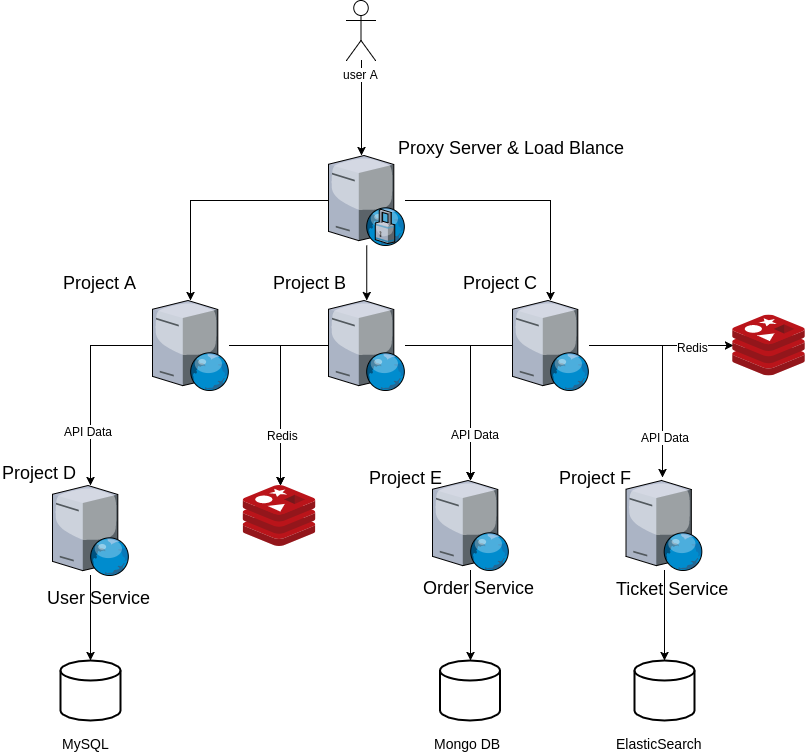 user A
Proxy Server & Load Blance
Project A
Project B
Project C
Redis
API Data
Redis
API Data
API Data
Project D
Project E
Project F
User Service
Order Service
Ticket Service
MySQL
Mongo DB
ElasticSearch